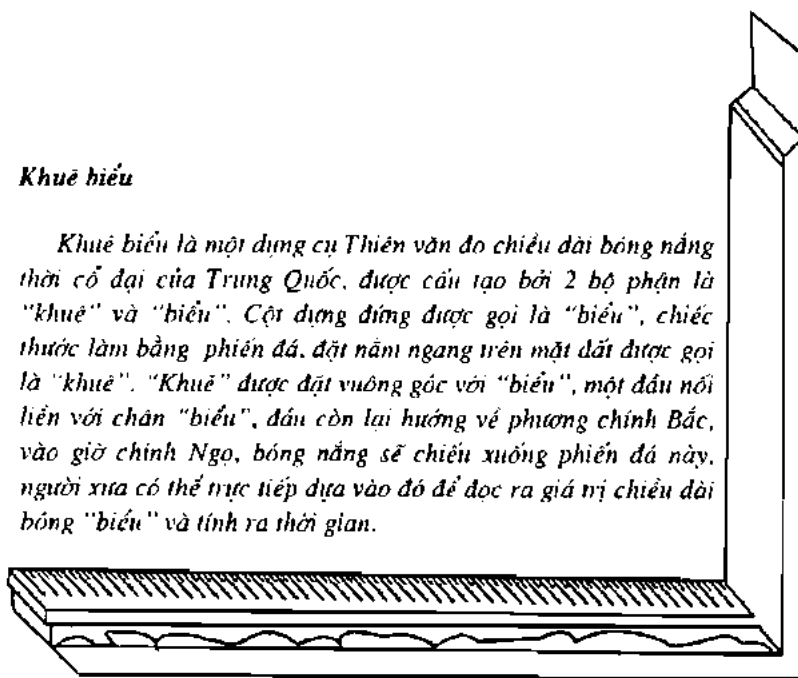 Khuê biểu
Khuê biểu là một dụng cụ Thiên văn đo chiều dài bóng nắng
thời cổ đại của Trung Quốc, được cấu tạo bởi 2 bộ phận là
"khuê" và "biểu". Cột dựng đứng được gọi là "biểu", chiếc
thước làm bằng phiến đá, đặt nằm ngang trên mặt đất được gọi
là "khuê". "Khuê" được đặt vuông góc với "biểu", một đầu nối
liền với chân "biểu", đầu còn lại hướng về phương chính Bắc,
vào giờ chính Ngọ, bóng nắng sẽ chiếu xuống phiến đá này,
người xưa có thể trực tiếp dựa vào đó để đọc ra giá trị chiều dài
bóng "biểu" và tính ra thời gian.